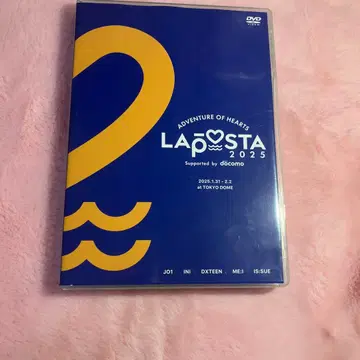 DVD
ADVENTURE OF HEARTS
LAPOSTA
2025
Supported by docomo
2025.1.31 - 2.2
at TOKYO DOME
JO1 INI DXTEEN ME:I IS:SUE